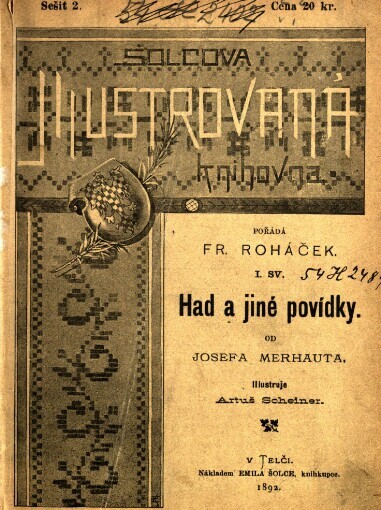 Sešit 2.
Cena 20 kr.
ŠOLCOVA
ILLUSTROVANÁ
knihovna
POŘÁDÁ
FR. ROHÁČEK.
I. SV.
54 H 248
Had a jiné povídky.
OD
JOSEFA MERHAUTA,
Illustruje
Artuš Scheiner.
V TELČI.
Nákladem EMILA ŠOLCE, knihkupce.
1892.